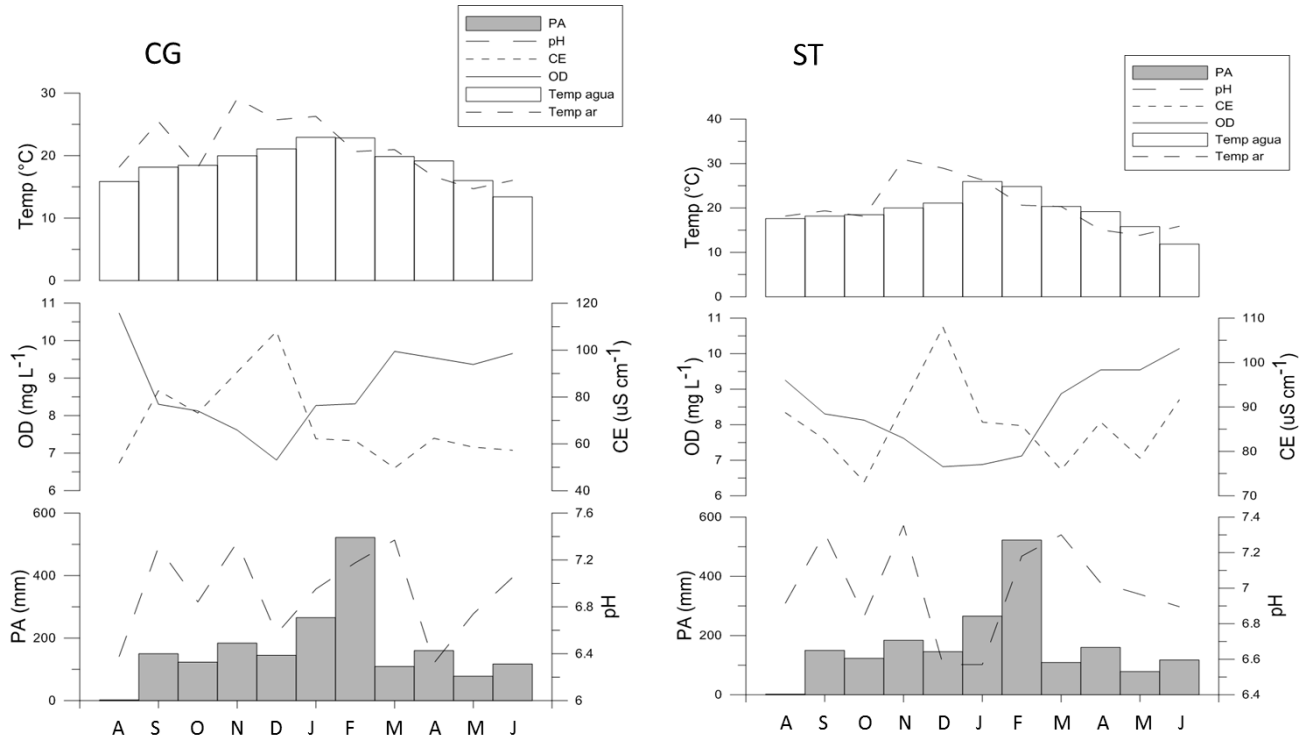 CG
PA
pH
CE
OD
Temp agua
Temp ar
30
20
10
0
Temp (°C)
11
10
9
8
7
6
OD (mg L⁻¹)
120
100
80
60
40
CE (uS cm⁻¹)
600
400
200
0
PA (mm)
7.6
7.2
6.8
6.4
6
pH
A S O N D J F M A M J
ST
PA
pH
CE
OD
Temp agua
Temp ar
40
30
20
10
0
Temp (°C)
11
10
9
8
7
6
OD (mg L⁻¹)
110
100
90
80
70
CE (uS cm⁻¹)
600
400
200
0
PA (mm)
7.4
7.2
7
6.8
6.6
6.4
pH
A S O N D J F M A M J